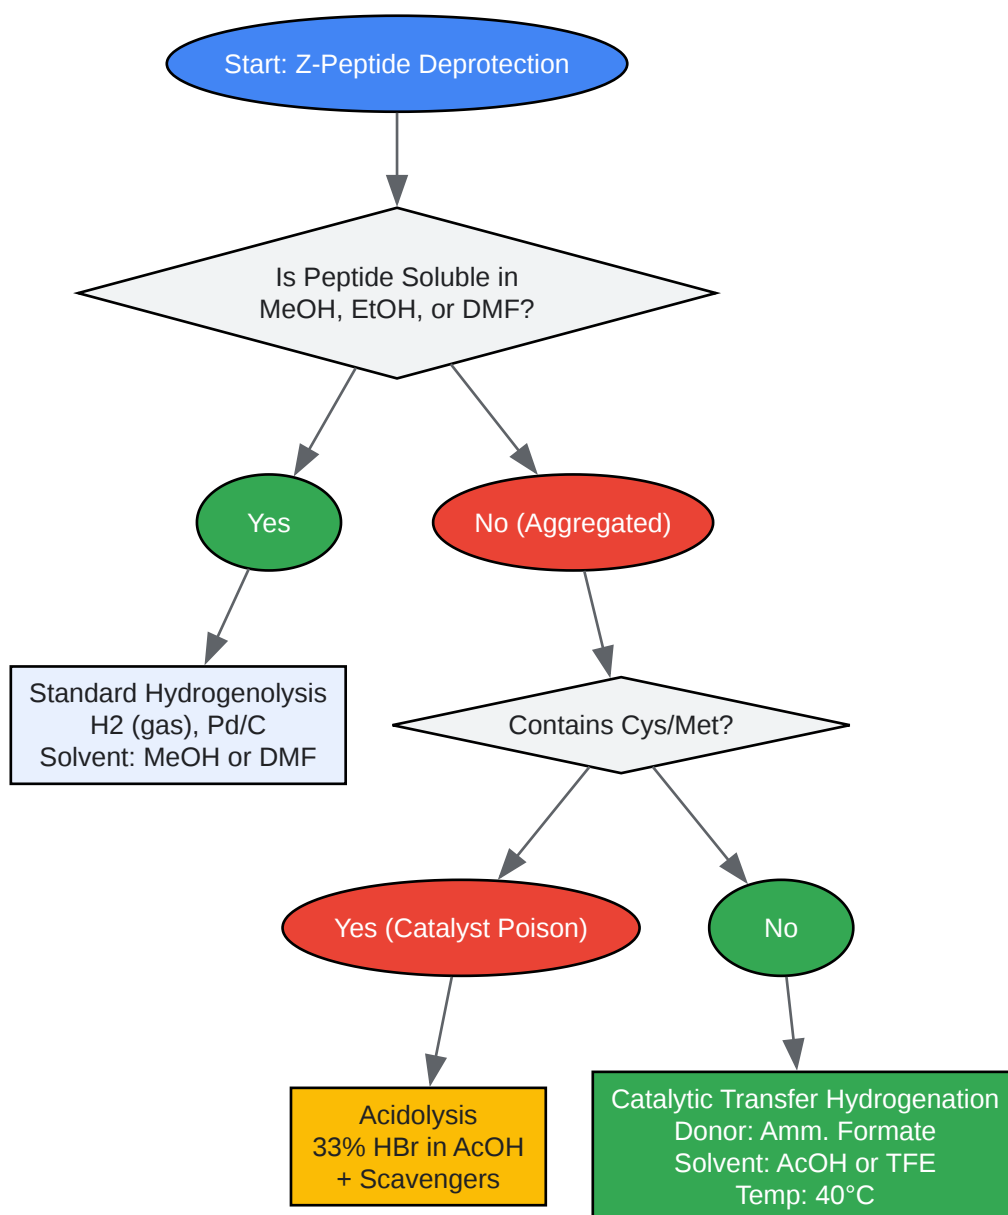 Start: Z-Peptide Deprotection
Is Peptide Soluble in
MeOH, EtOH, or DMF?
Yes
No (Aggregated)
Standard Hydrogenolysis
H2 (gas), Pd/C
Solvent: MeOH or DMF
Contains Cys/Met?
Yes (Catalyst Poison)
No
Acidolysis
33% HBr in AcOH
+ Scavengers
Catalytic Transfer Hydrogenation
Donor: Amm. Formate
Solvent: AcOH or TFE
Temp: 40°C